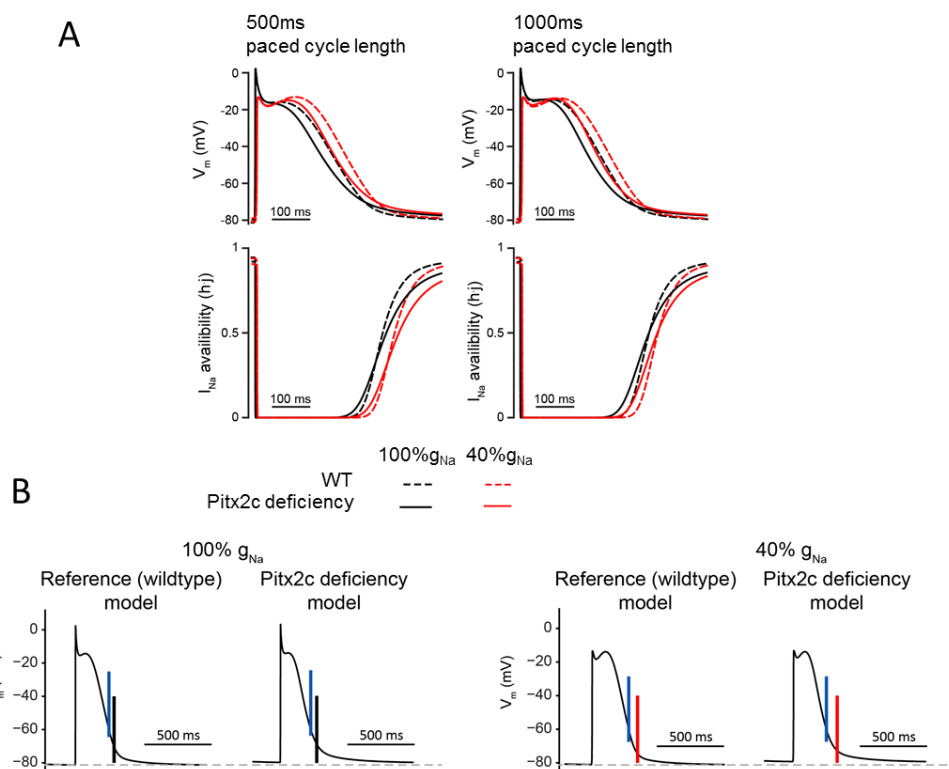 A
500ms
paced cycle length
1000ms
paced cycle length
0
-20
-40
-60
-80
Vm (mV)
100 ms
0
-20
-40
-60
-80
Vm (mV)
100 ms
1
0.5
0
INa availibility (h·j)
100 ms
1
0.5
0
INa availibility (h·j)
100 ms
100%gNa 40%gNa
WT
Pitx2c deficiency
B
100% gNa
40% gNa
Reference (wildtype)
model
Pitx2c deficiency
model
Reference (wildtype)
model
Pitx2c deficiency
model
0
−20
−40
−60
−80
500 ms
500 ms
0
−20
−40
−60
−80
Vm (mV)
500 ms
500 ms